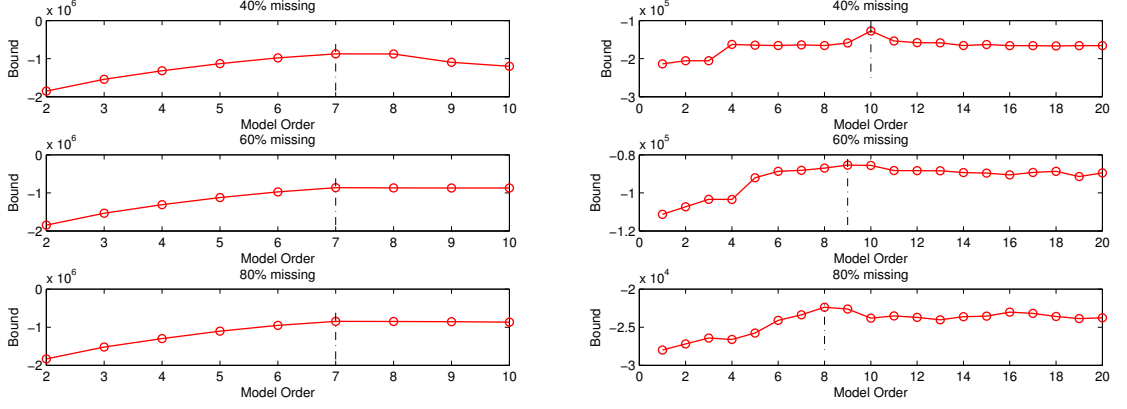 x 10^6
40% missing
0
−1
−2
Bound
2 3 4 5 6 7 8 9 10
Model Order
x 10^6
60% missing
0
−1
−2
Bound
2 3 4 5 6 7 8 9 10
Model Order
x 10^6
80% missing
0
−1
−2
Bound
2 3 4 5 6 7 8 9 10
Model Order
x 10^5
40% missing
−1
−2
−3
Bound
0 2 4 6 8 10 12 14 16 18 20
Model Order
x 10^5
60% missing
−0.8
−1
−1.2
Bound
0 2 4 6 8 10 12 14 16 18 20
Model Order
x 10^4
80% missing
−2
−2.5
−3
Bound
0 2 4 6 8 10 12 14 16 18 20
Model Order